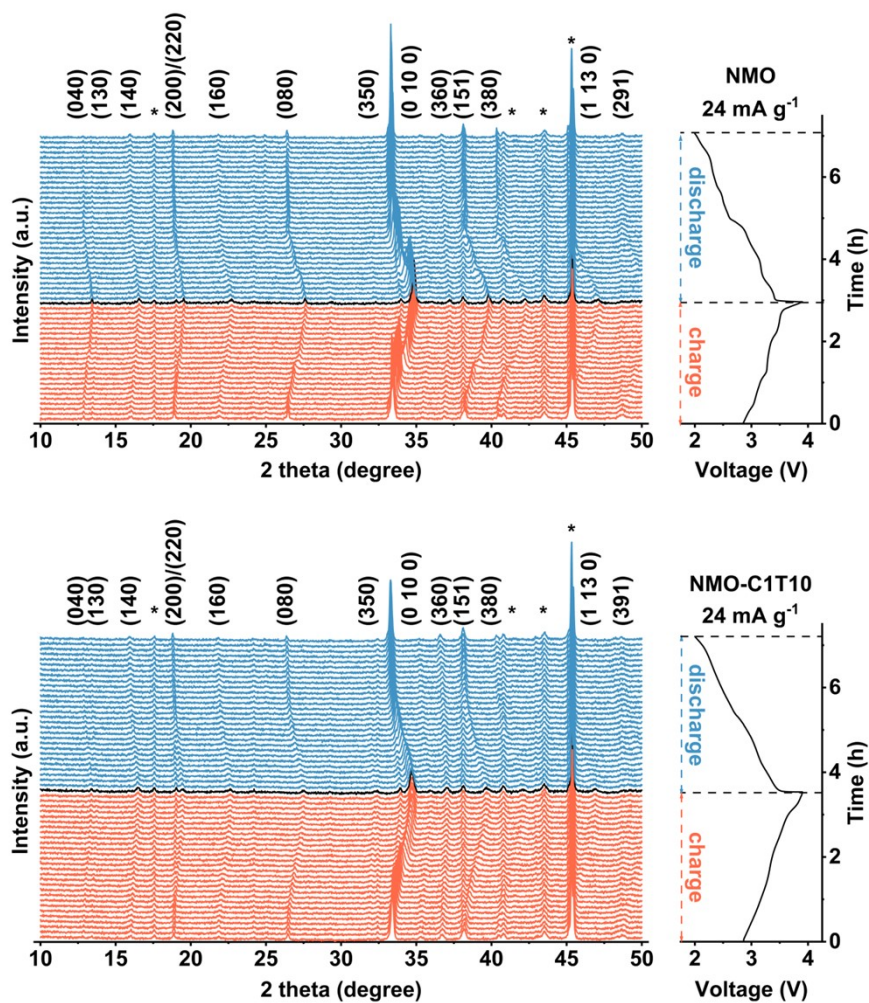 (040)
(130)
(140)
*
(200)/(220)
(160)
(080)
(350)
(0 10 0)
(360)
(151)
(380)
*
*
*
(1 13 0)
(291)
Intensity (a.u.)
10 15 20 25 30 35 40 45 50
2 theta (degree)
NMO
24 mA g⁻¹
discharge
charge
6
4
2
0
Time (h)
2 3 4
Voltage (V)
(040)
(130)
(140)
*
(200)/(220)
(160)
(080)
(350)
(0 10 0)
(360)
(151)
(380)
*
*
*
(1 13 0)
(391)
Intensity (a.u.)
10 15 20 25 30 35 40 45 50
2 theta (degree)
NMO-C1T10
24 mA g⁻¹
discharge
charge
6
4
2
0
Time (h)
2 3 4
Voltage (V)